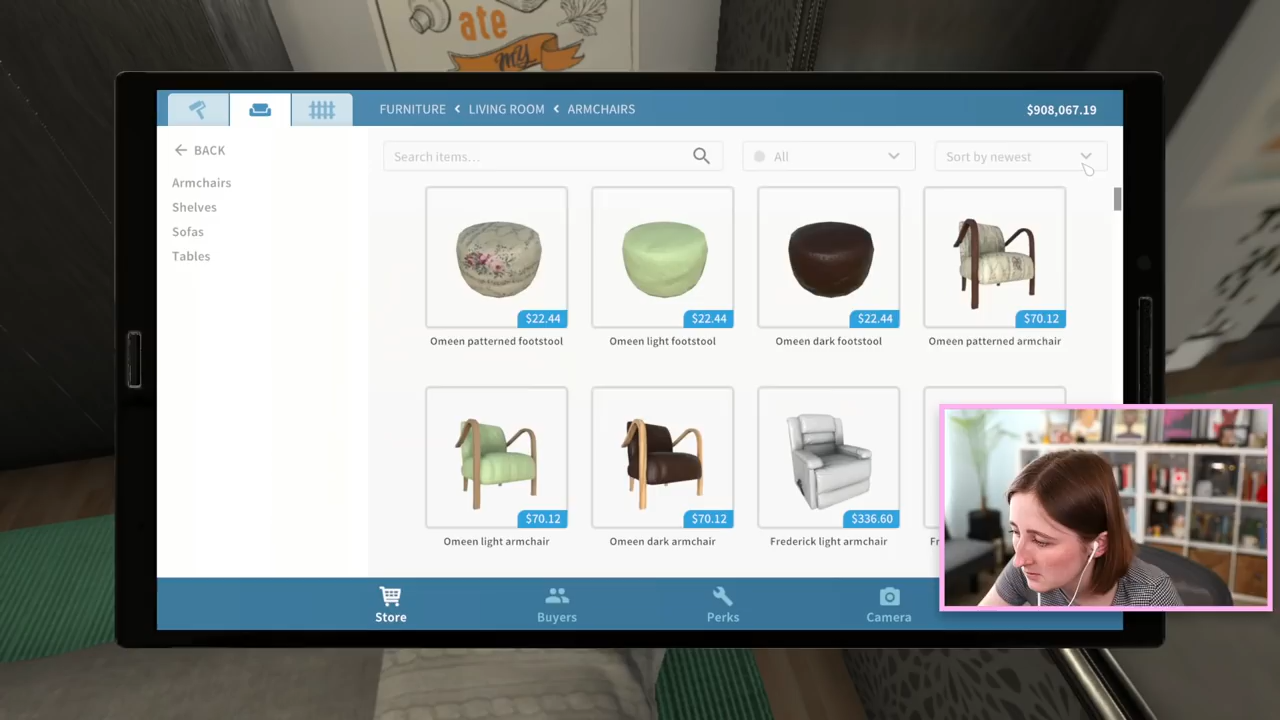 ate
MY
FURNITURE < LIVING ROOM < ARMCHAIRS
$908,067.19
BACK
Search items...
All
Sort by newest
Armchairs
Shelves
Sofas
Tables
$22.44
$22.44
$22.44
$70.12
Omeen patterned footstool
Omeen light footstool
Omeen dark footstool
Omeen patterned armchair
$70.12
$70.12
$336.60
Omeen light armchair
Omeen dark armchair
Frederick light armchair
Fr
Store
Buyers
Perks
Camera